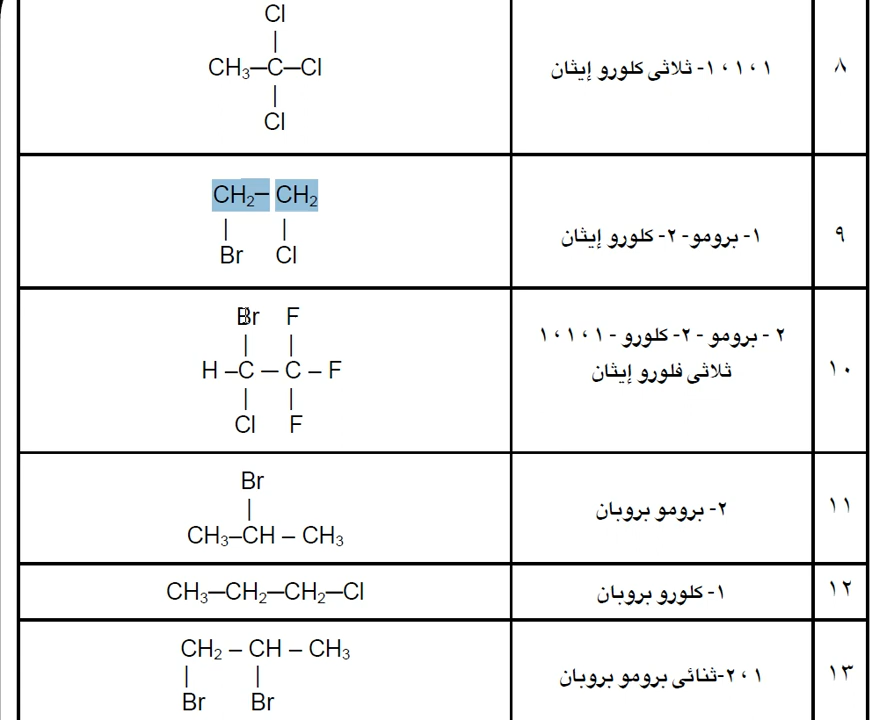 ٨
١،١،١- ثلاثى كلورو إيثان
Cl
|
CH₃–C–Cl
|
Cl
٩
١- برومو- ٢- كلورو إيثان
CH₂– CH₂
| |
Br Cl
١٠
٢ - برومو - ٢- كلورو - ١،١،١
ثلاثى فلورو إيثان
Br F
| |
H –C – C – F
| |
Cl F
١١
٢- برومو بروبان
Br
|
CH₃–CH – CH₃
١٢
١- كلورو بروبان
CH₃–CH₂–CH₂–Cl
١٣
٢،١-ثنائى برومو بروبان
CH₂ – CH – CH₃
| |
Br Br